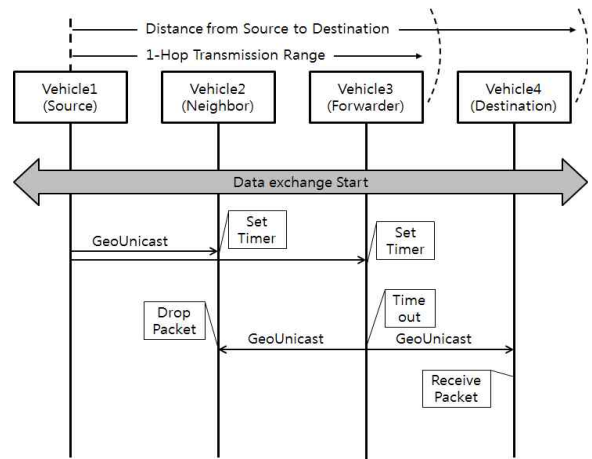 Distance from Source to Destination
1-Hop Transmission Range
Vehicle1
(Source)
Vehicle2
(Neighbor)
Vehicle3
(Forwarder)
Vehicle4
(Destination)
Data exchange Start
GeoUnicast
Set
Timer
Set
Timer
Drop
Packet
Time
out
GeoUnicast
GeoUnicast
Receive
Packet